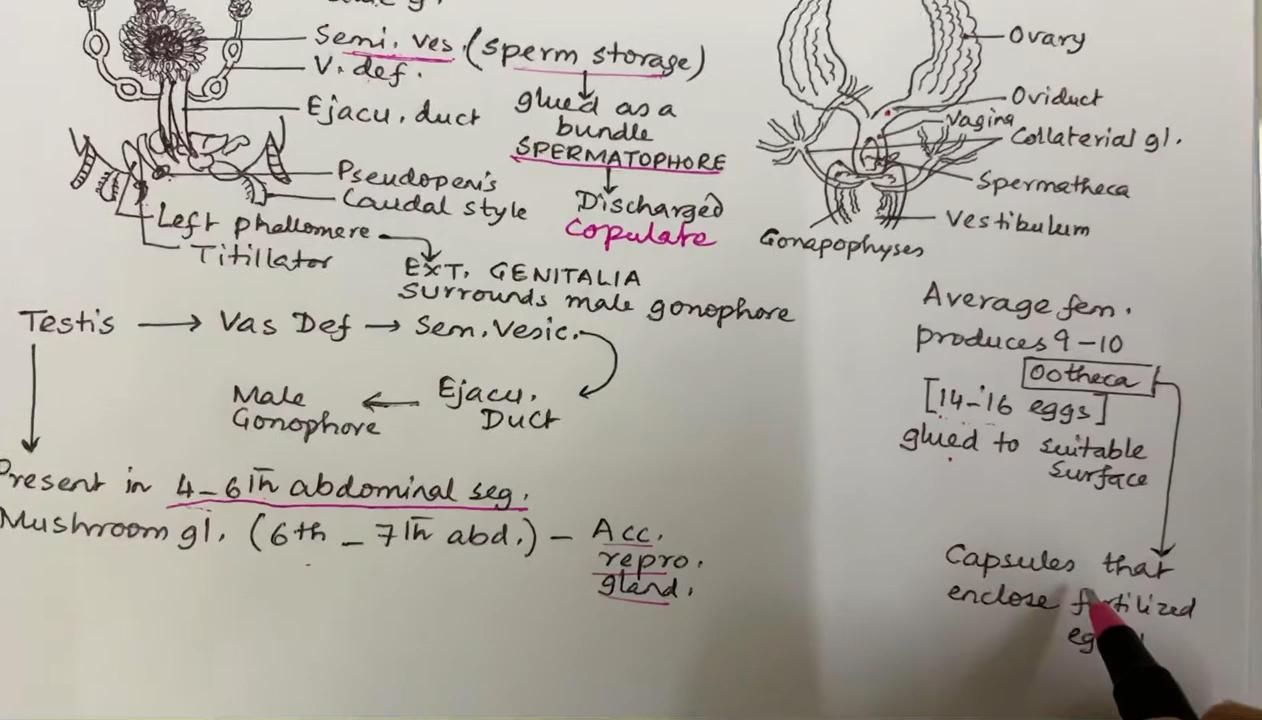 Semi. ves. (sperm storage)
V. def.
Ejacu. duct
glued as a
bundle
SPERMATOPHORE
Discharged
Copulate
Pseudopenis
Caudal style
Left phallomere
Titillator
EXT. GENITALIA
Surrounds male gonophore
Testis → Vas Def → Sem. Vesic.
Ejacu.
Duct
Male
Gonophore
Present in 4-6th abdominal seg.
Mushroom gl. (6th - 7th abd.) - Acc.
repro.
gland.
Ovary
Oviduct
Vagina
Collaterial gl.
Spermatheca
Vestibulum
Gonapophyses
Average fem.
produces 9-10
Ootheca
[14-16 eggs]
glued to suitable
surface
Capsules that
enclose fertilized